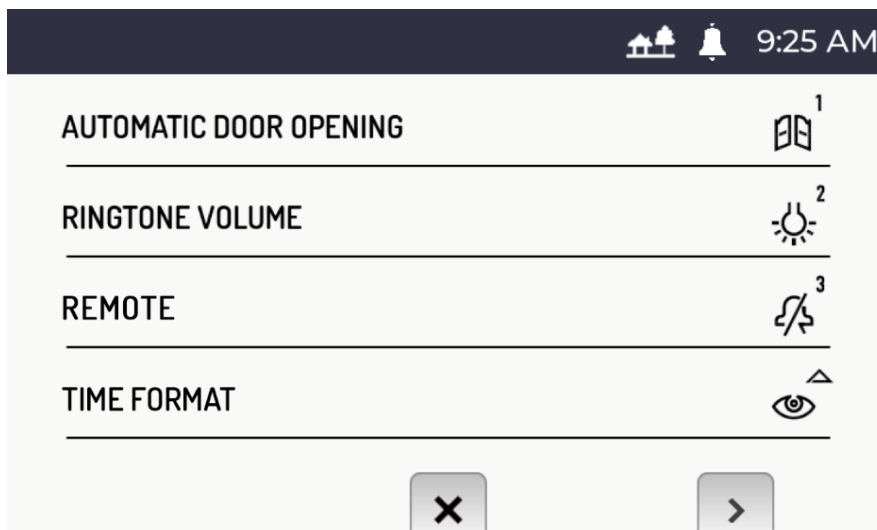 9:25 AM
AUTOMATIC DOOR OPENING 1
RINGTONE VOLUME 2
REMOTE 3
TIME FORMAT